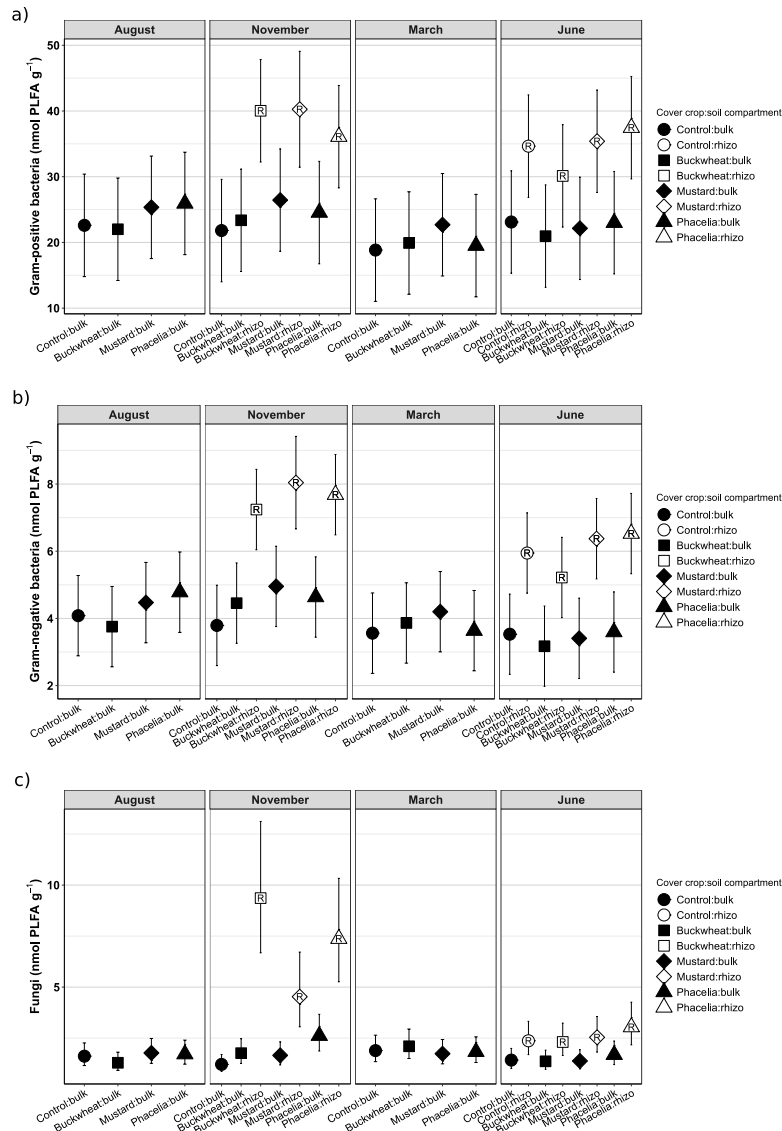 a)
August November March June
Gram-positive bacteria (nmol PLFA g⁻¹)
50
40
30
20
10
Control:bulk
Buckwheat:bulk
Mustard:bulk
Phacelia:bulk
Control:bulk
Buckwheat:bulk
Buckwheat:rhizo
Mustard:bulk
Mustard:rhizo
Phacelia:bulk
Phacelia:rhizo
Control:bulk
Buckwheat:bulk
Mustard:bulk
Phacelia:bulk
Control:bulk
Control:rhizo
Buckwheat:bulk
Buckwheat:rhizo
Mustard:bulk
Mustard:rhizo
Phacelia:bulk
Phacelia:rhizo
R R R R R R R
Cover crop:soil compartment
Control:bulk
Control:rhizo
Buckwheat:bulk
Buckwheat:rhizo
Mustard:bulk
Mustard:rhizo
Phacelia:bulk
Phacelia:rhizo
b)
August November March June
Gram-negative bacteria (nmol PLFA g⁻¹)
8
6
4
2
Control:bulk
Buckwheat:bulk
Mustard:bulk
Phacelia:bulk
Control:bulk
Buckwheat:bulk
Buckwheat:rhizo
Mustard:bulk
Mustard:rhizo
Phacelia:bulk
Phacelia:rhizo
Control:bulk
Buckwheat:bulk
Mustard:bulk
Phacelia:bulk
Control:bulk
Control:rhizo
Buckwheat:bulk
Buckwheat:rhizo
Mustard:bulk
Mustard:rhizo
Phacelia:bulk
Phacelia:rhizo
R R R R R R R
Cover crop:soil compartment
Control:bulk
Control:rhizo
Buckwheat:bulk
Buckwheat:rhizo
Mustard:bulk
Mustard:rhizo
Phacelia:bulk
Phacelia:rhizo
c)
August November March June
Fungi (nmol PLFA g⁻¹)
10
5
Control:bulk
Buckwheat:bulk
Mustard:bulk
Phacelia:bulk
Control:bulk
Buckwheat:bulk
Buckwheat:rhizo
Mustard:bulk
Mustard:rhizo
Phacelia:bulk
Phacelia:rhizo
Control:bulk
Buckwheat:bulk
Mustard:bulk
Phacelia:bulk
Control:bulk
Control:rhizo
Buckwheat:bulk
Buckwheat:rhizo
Mustard:bulk
Mustard:rhizo
Phacelia:bulk
Phacelia:rhizo
R R R R R R R
Cover crop:soil compartment
Control:bulk
Control:rhizo
Buckwheat:bulk
Buckwheat:rhizo
Mustard:bulk
Mustard:rhizo
Phacelia:bulk
Phacelia:rhizo